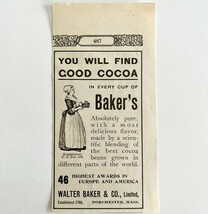 487
YOU WILL FIND
GOOD COCOA
IN EVERY CUP OF
Baker's
Absolutely pure,
with a most
delicious flavor,
made by a scien-
tific blending
of the best cocoa
beans grown in
different parts of the world.
46 HIGHEST AWARDS IN
EUROPE AND AMERICA
WALTER BAKER & CO., Limited,
Established 1780. DORCHESTER, MASS.